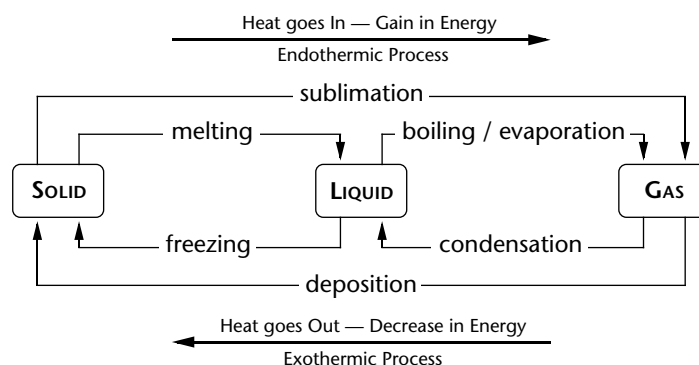 Heat goes In — Gain in Energy
Endothermic Process
sublimation
melting
boiling / evaporation
SOLID
LIQUID
GAS
freezing
condensation
deposition
Heat goes Out — Decrease in Energy
Exothermic Process